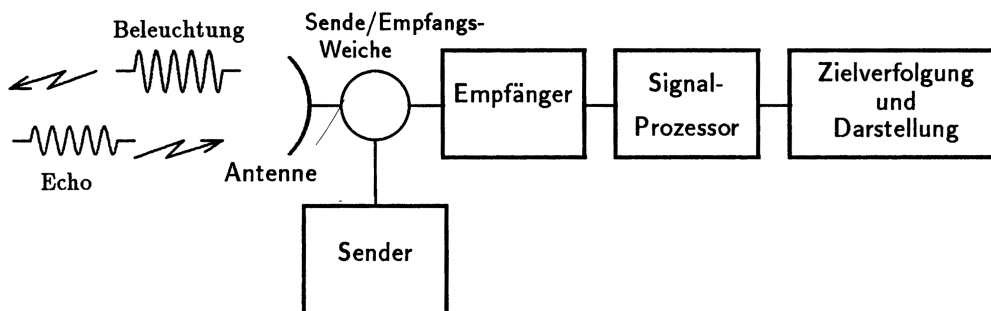 Beleuchtung
Echo
Antenne
Sende/Empfangs-
Weiche
Sender
Empfänger
Signal-
Prozessor
Zielverfolgung
und
Darstellung